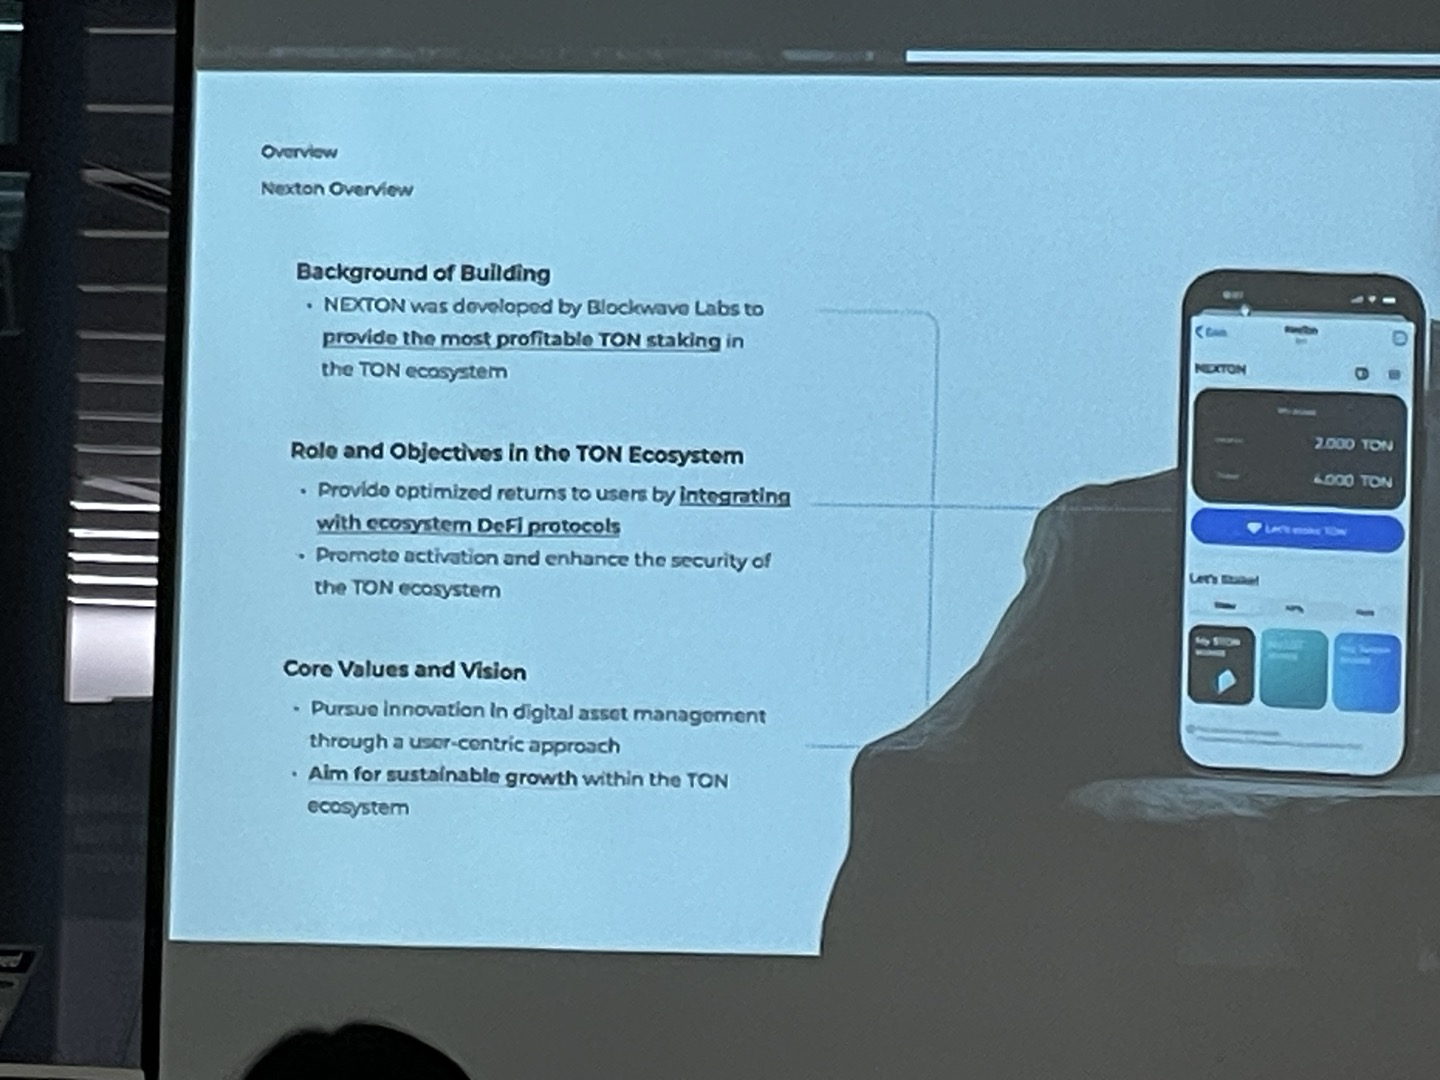 Overview
Nexton Overview
Background of Building
• NEXTON was developed by Blockwave Labs to
provide the most profitable TON staking in
the TON ecosystem
Role and Objectives in the TON Ecosystem
• Provide optimized returns to users by integrating
with ecosystem DeFi protocols
• Promote activation and enhance the security of
the TON ecosystem
Core Values and Vision
• Pursue innovation in digital asset management
through a user-centric approach
• Aim for sustainable growth within the TON
ecosystem
Nexton
NEXTON
2.000 TON
4.000 TON
Let's stake TON
Let's Stake!